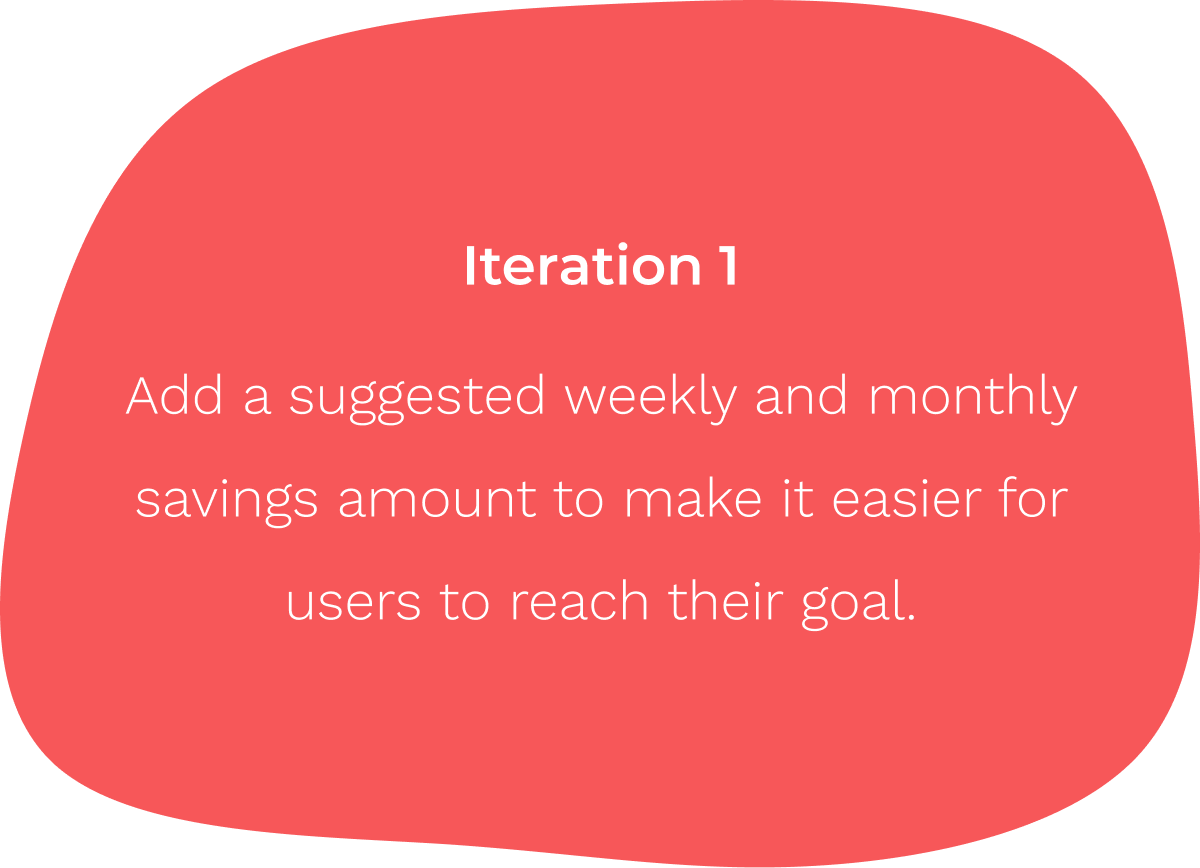 Iteration 1
Add a suggested weekly and monthly
savings amount to make it easier for
users to reach their goal.